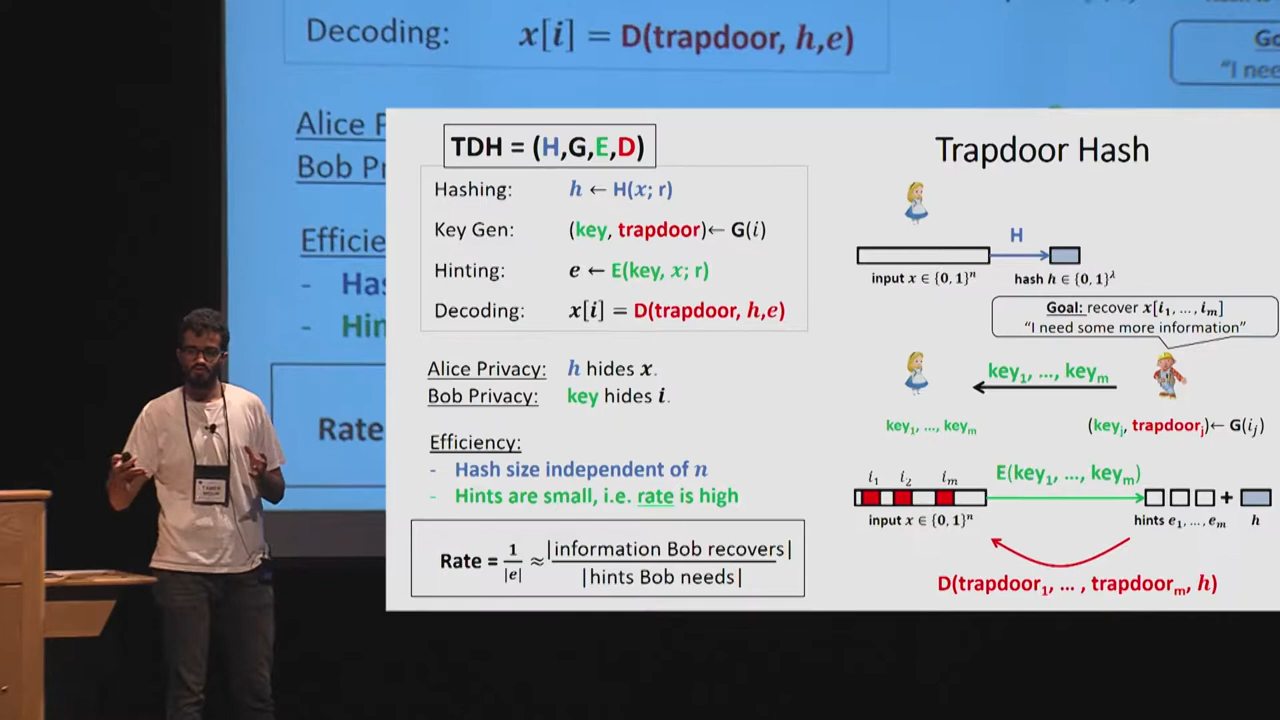 Decoding: x[i] = D(trapdoor, h,e)
Alice P
Bob Pr
Efficie
- Has
- Hin
Rate
Go
"I nee
TDH = (H,G,E,D)
Hashing: h ← H(x; r)
Key Gen: (key, trapdoor)← G(i)
Hinting: e ← E(key, x; r)
Decoding: x[i] = D(trapdoor, h,e)
Alice Privacy: h hides x.
Bob Privacy: key hides i.
Efficiency:
- Hash size independent of n
- Hints are small, i.e. rate is high
Rate = 1/|e| ≈ |information Bob recovers|/|hints Bob needs|
Trapdoor Hash
H
input x ∈ {0, 1}ⁿ hash h ∈ {0, 1}^λ
Goal: recover x[i₁, ..., iₘ]
"I need some more information"
key₁, ..., keyₘ
key₁, ..., keyₘ (keyⱼ, trapdoorⱼ)← G(iⱼ)
i₁ i₂ iₘ E(key₁, ..., keyₘ)
+
input x ∈ {0, 1}ⁿ hints e₁, ..., eₘ h
D(trapdoor₁, ... , trapdoorₘ, h)